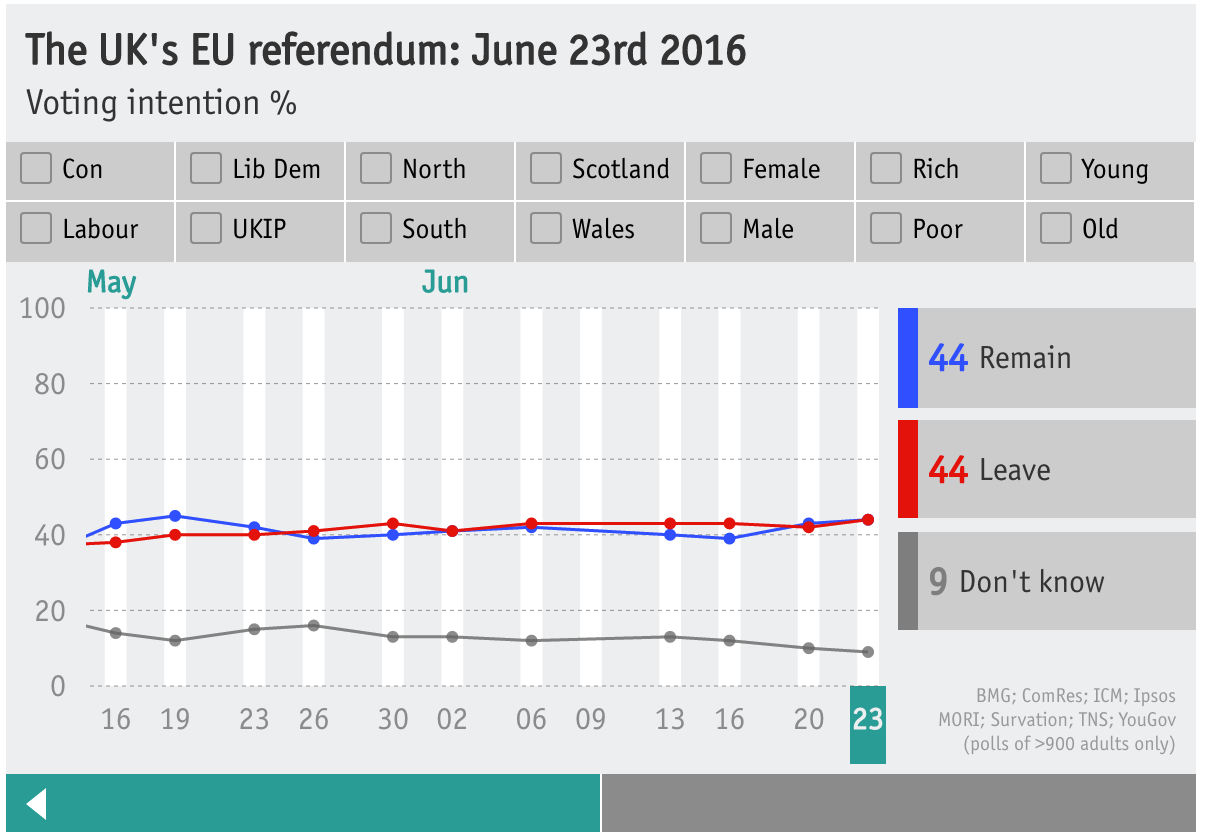 The UK's EU referendum: June 23rd 2016
Voting intention %
Con Lib Dem North Scotland Female Rich Young
Labour UKIP South Wales Male Poor Old
May Jun
100
80
60
40
20
0
16 19 23 26 30 02 06 09 13 16 20 23
44 Remain
44 Leave
9 Don't know
BMG; ComRes; ICM; Ipsos
MORI; Survation; TNS; YouGov
(polls of >900 adults only)